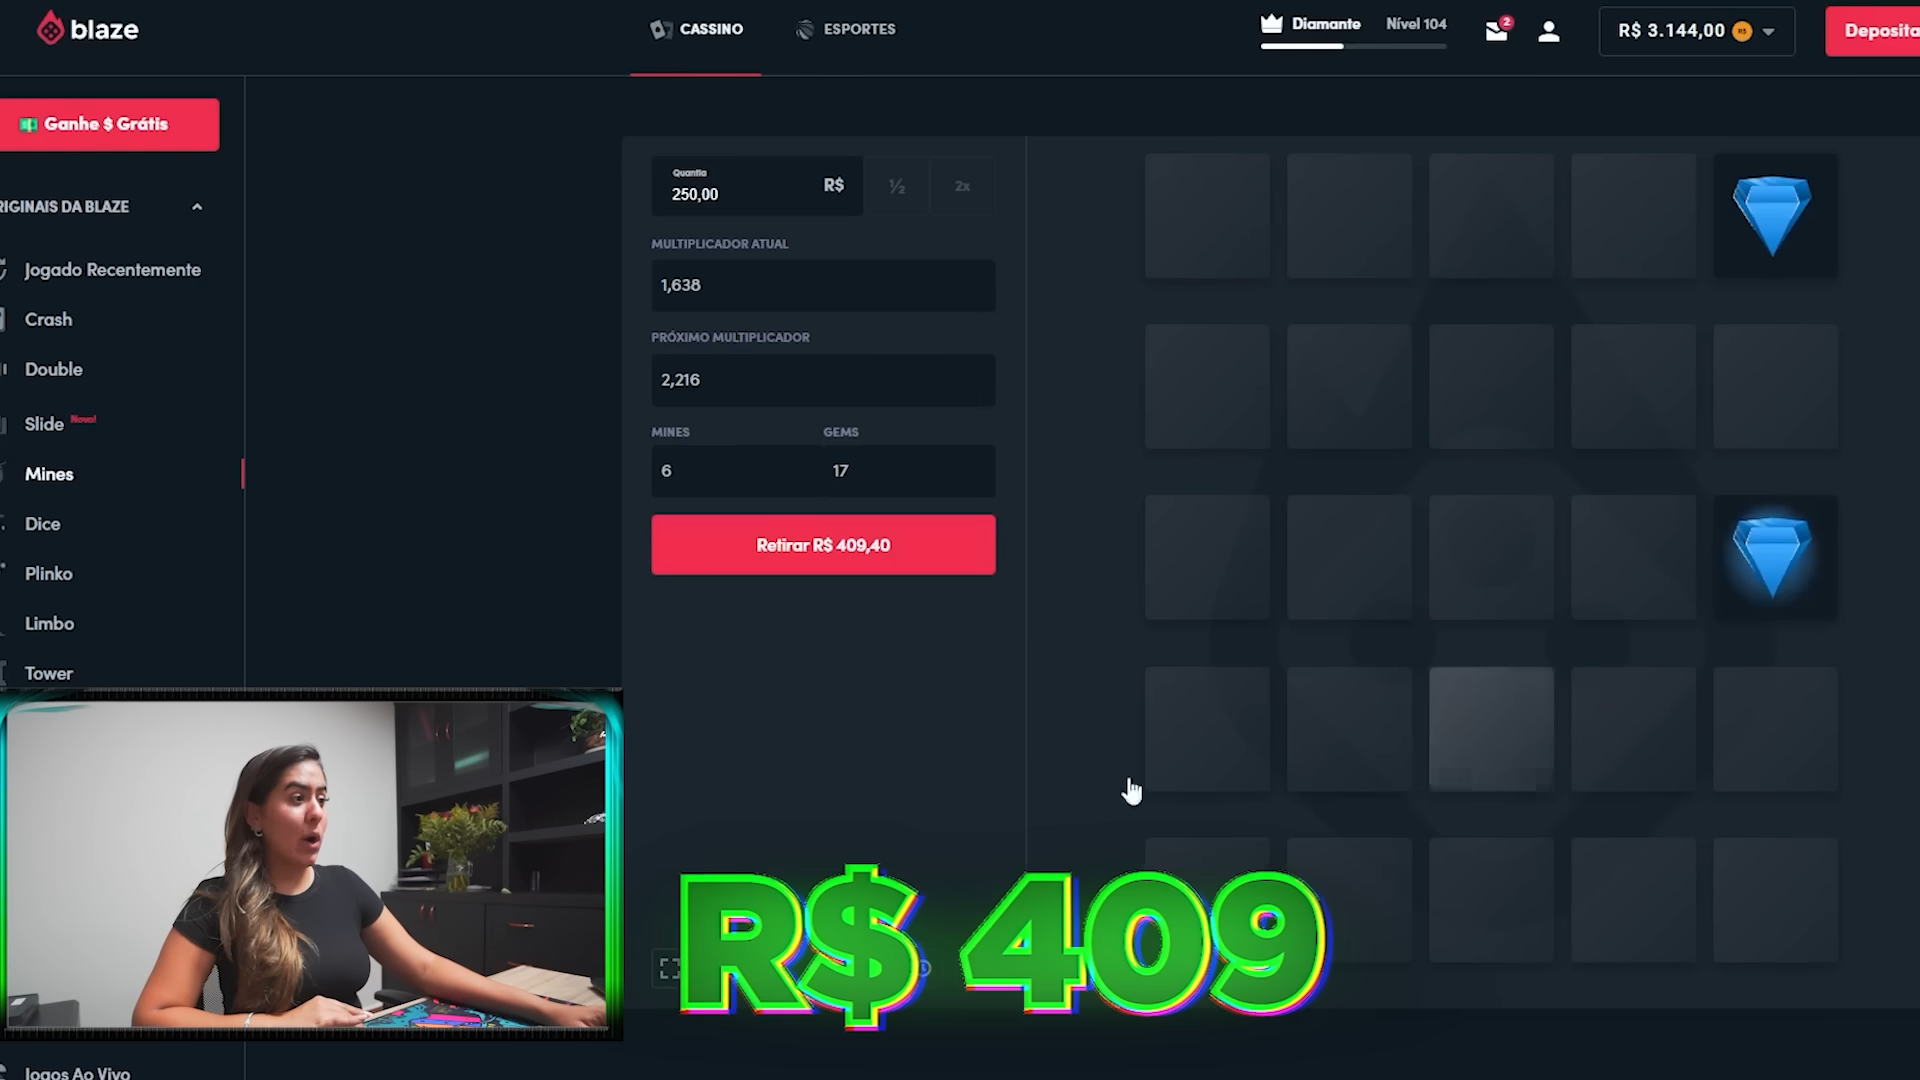 blaze
CASSINO
ESPORTES
Diamante
Nível 104
2
R$ 3.144,00
R$
Deposita
Ganhe $ Grátis
RIGINAIS DA BLAZE
Jogado Recentemente
Crash
Double
Slide Novo!
Mines
Dice
Plinko
Limbo
Tower
Jogos Ao Vivo
Quantia
250,00
R$
½
2x
MULTIPLICADOR ATUAL
1,638
PRÓXIMO MULTIPLICADOR
2,216
MINES
GEMS
6
17
Retirar R$ 409,40
R$ 409